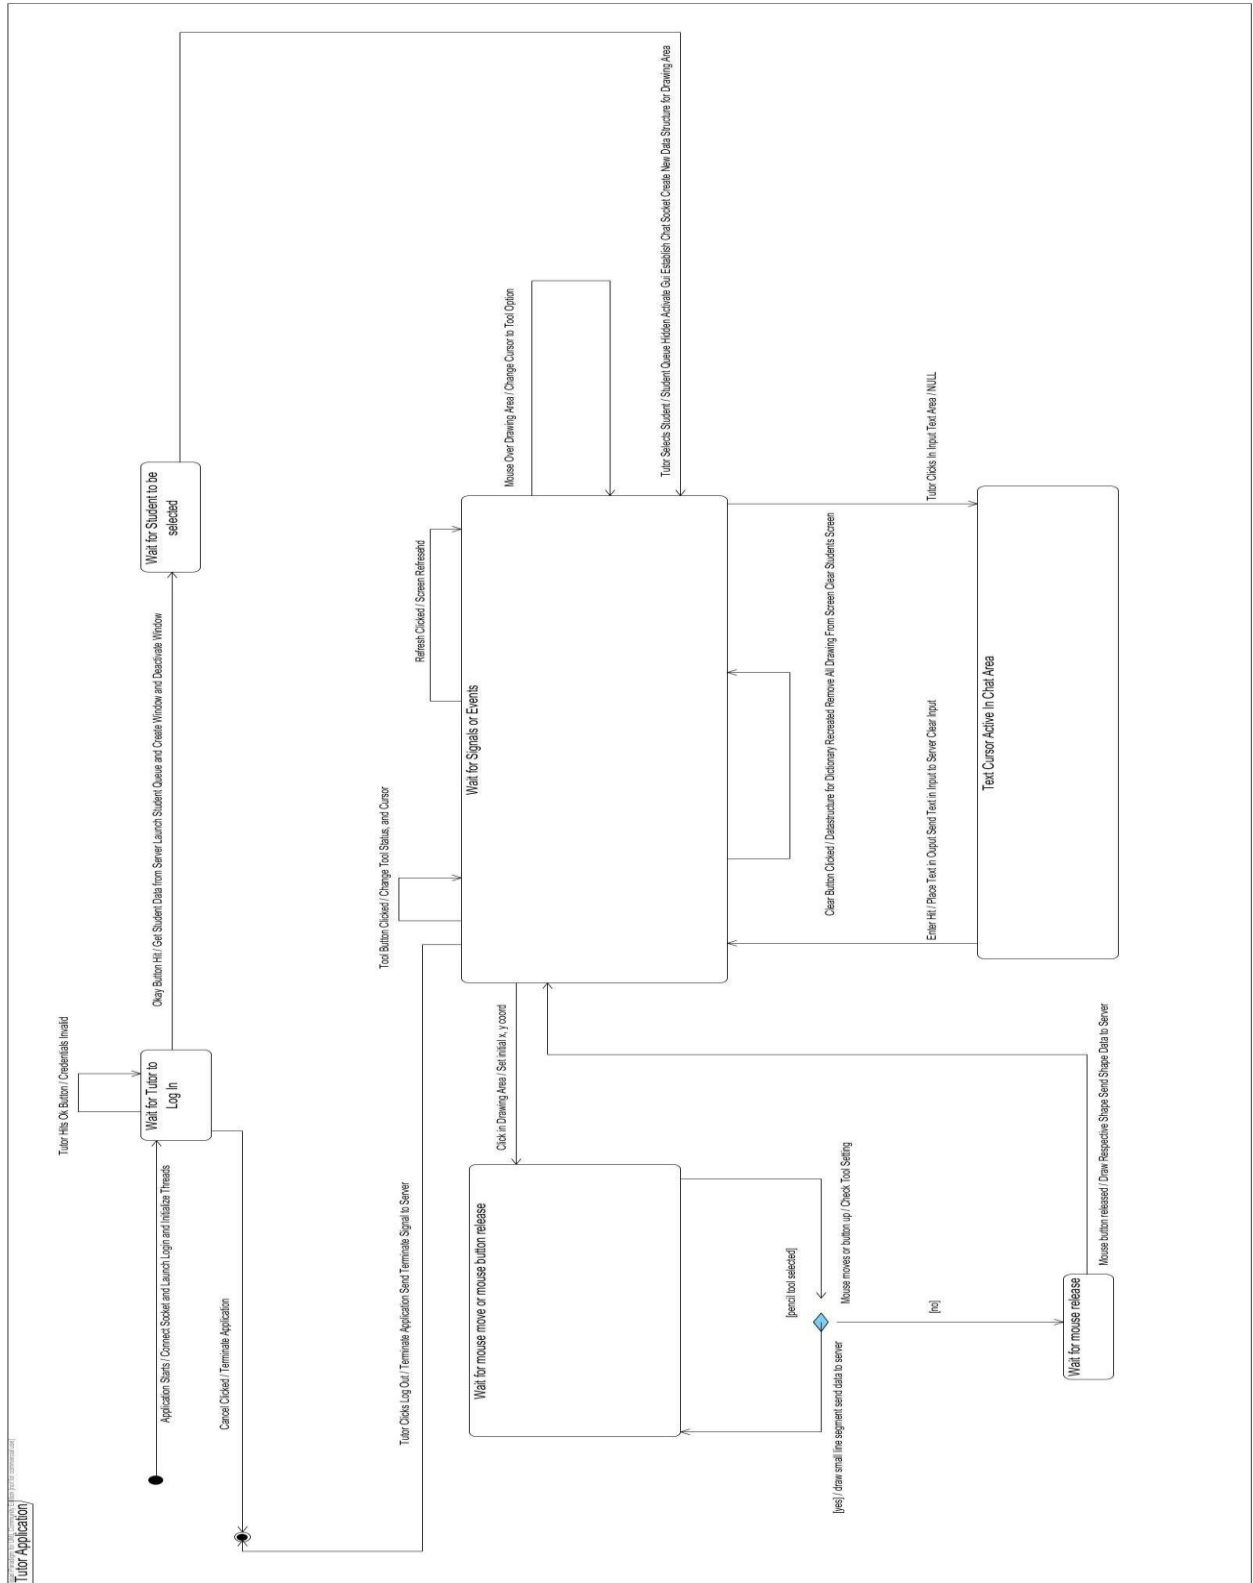 Tutor Application
Tutor Hits Ok Button / Credentials Invalid
Wait for Tutor to
Log In
Application Starts / Connect Socket and Launch Login and Initialize Threads
Cancel Clicked / Terminate Application
Okay Button Hit / Get Student Data from Server Launch Student Queue and Create Window and Deactivate Window
Wait for Student to be
selected
Tutor Selects Student / Student Queue Hidden Activate Gui Establish Chat Socket Create New Data Structure for Drawing Area
Tutor Clicks Log Out / Terminate Application Send Terminate Signal to Server
Tool Button Clicked / Change Tool Status, and Cursor
Refresh Clicked / Screen Refresehd
Mouse Over Drawing Area / Change Cursor to Tool Option
Wait for Signals or Events
Click in Drawing Area / Set initial x, y coord
Wait for mouse move or mouse button release
[pencil tool selected]
Mouse moves or button up / Check Tool Setting
[yes] / draw small line segment send data to server
[no]
Wait for mouse release
Mouse button released / Draw Respective Shape Send Shape Data to Server
Clear Button Clicked / Datastructure for Dictionary Recreated Remove All Drawing From Screen Clear Students Screen
Enter Hit / Place Text in Ouput Send Text in Input to Server Clear Input
Tutor Clicks In Input Text Area / NULL
Text Cursor Active In Chat Area